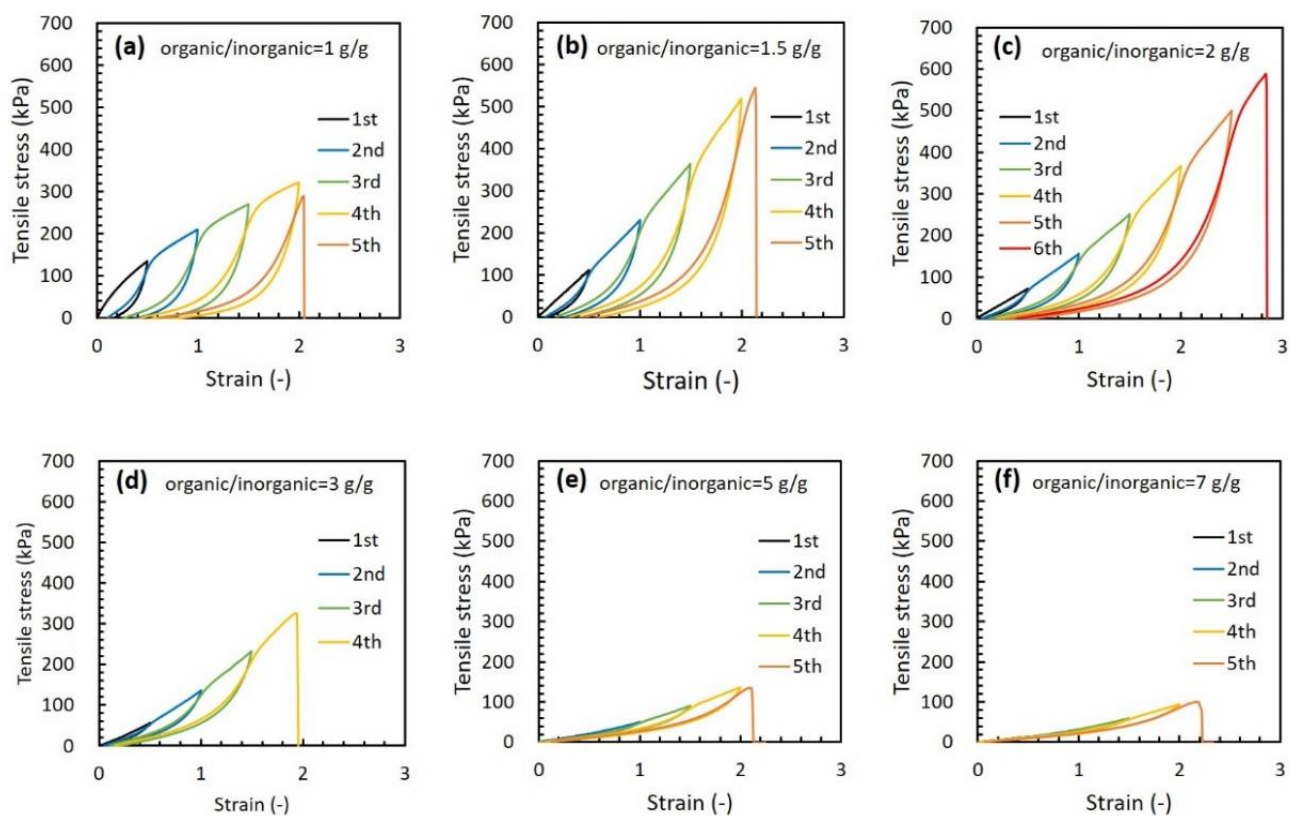 (a) organic/inorganic=1 g/g
Tensile stress (kPa)
700
600
500
400
300
200
100
0
1st
2nd
3rd
4th
5th
0 1 2 3
Strain (-)
(b) organic/inorganic=1.5 g/g
Tensile stress (kPa)
700
600
500
400
300
200
100
0
1st
2nd
3rd
4th
5th
0 1 2 3
Strain (-)
(c) organic/inorganic=2 g/g
Tensile stress (kPa)
700
600
500
400
300
200
100
0
1st
2nd
3rd
4th
5th
6th
0 1 2 3
Strain (-)
(d) organic/inorganic=3 g/g
Tensile stress (kPa)
700
600
500
400
300
200
100
0
1st
2nd
3rd
4th
0 1 2 3
Strain (-)
(e) organic/inorganic=5 g/g
Tensile stress (kPa)
700
600
500
400
300
200
100
0
1st
2nd
3rd
4th
5th
0 1 2 3
Strain (-)
(f) organic/inorganic=7 g/g
Tensile stress (kPa)
700
600
500
400
300
200
100
0
1st
2nd
3rd
4th
5th
0 1 2 3
Strain (-)